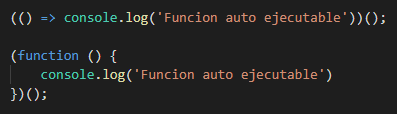 (() => console.log('Funcion auto ejecutable'))();
(function () {
    console.log('Funcion auto ejecutable')
})();